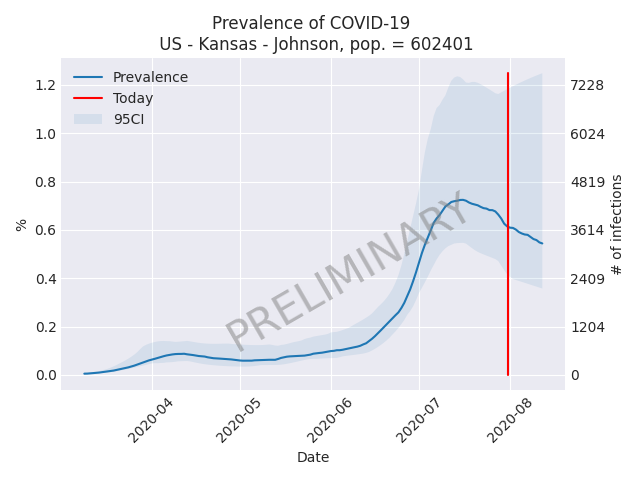 Prevalence of COVID-19
US - Kansas - Johnson, pop. = 602401
Prevalence
Today
95CI
1.2
1.0
0.8
0.6
0.4
0.2
0.0
%
7228
6024
4819
3614
2409
1204
0
# of infections
PRELIMINARY
2020-04
2020-05
2020-06
2020-07
2020-08
Date